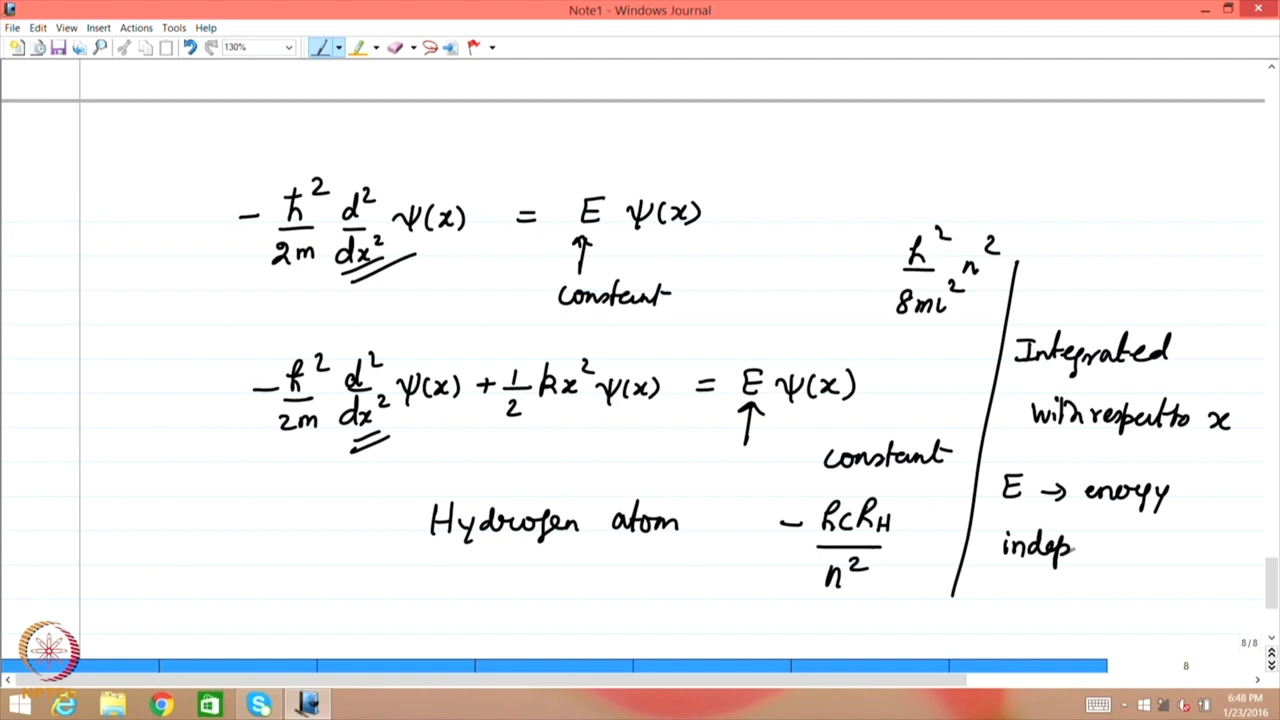 Note1 - Windows Journal
File Edit View Insert Actions Tools Help
130%
- ħ²/2m d²/dx² ψ(x) = E ψ(x)
constant
h²/8mL² n²
- ħ²/2m d²/dx² ψ(x) + 1/2 kx² ψ(x) = E ψ(x)
constant
Hydrogen atom - hcR_H/n²
Integrated
with respect to x
E → energy
indep
8/8
8
NPTEL
6:48 PM
1/23/2016